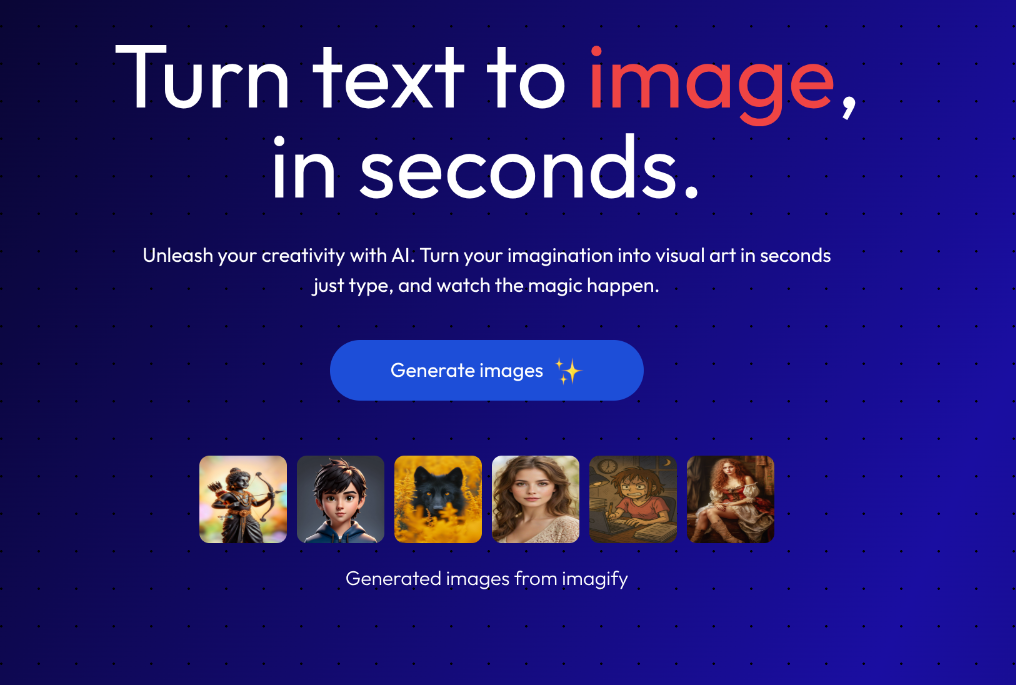 Turn text to image,
in seconds.
Unleash your creativity with AI. Turn your imagination into visual art in seconds
just type, and watch the magic happen.
Generate images ✨
Generated images from imagify